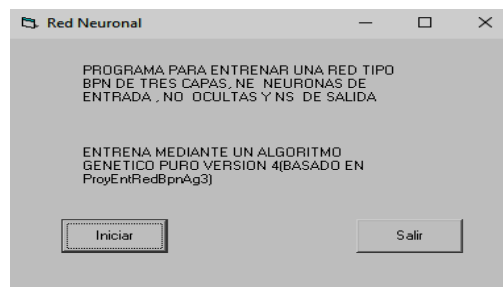 Red Neuronal
PROGRAMA PARA ENTRENAR UNA RED TIPO
BPN DE TRES CAPAS, NE NEURONAS DE
ENTRADA , NO OCULTAS Y NS DE SALIDA
ENTRENA MEDIANTE UN ALGORITMO
GENETICO PURO VERSION 4(BASADO EN
ProyEntRedBpnAg3)
Iniciar
Salir